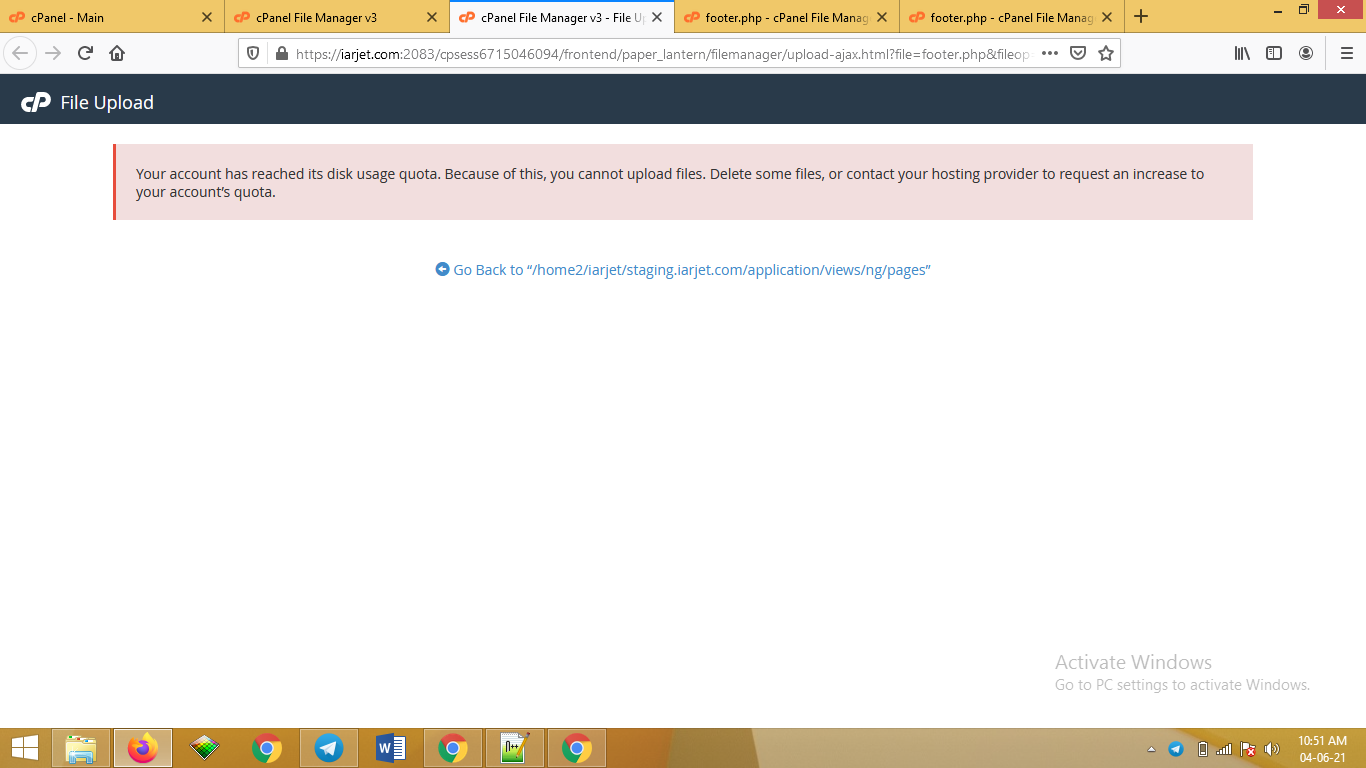 cPanel - Main
cPanel File Manager v3
cPanel File Manager v3 - File U
footer.php - cPanel File Manag
footer.php - cPanel File Manag
https://iarjet.com:2083/cpsess6715046094/frontend/paper_lantern/filemanager/upload-ajax.html?file=footer.php&fileop
cP File Upload
Your account has reached its disk usage quota. Because of this, you cannot upload files. Delete some files, or contact your hosting provider to request an increase to
your account’s quota.
Go Back to “/home2/iarjet/staging.iarjet.com/application/views/ng/pages”
Activate Windows
Go to PC settings to activate Windows.
10:51 AM
04-06-21